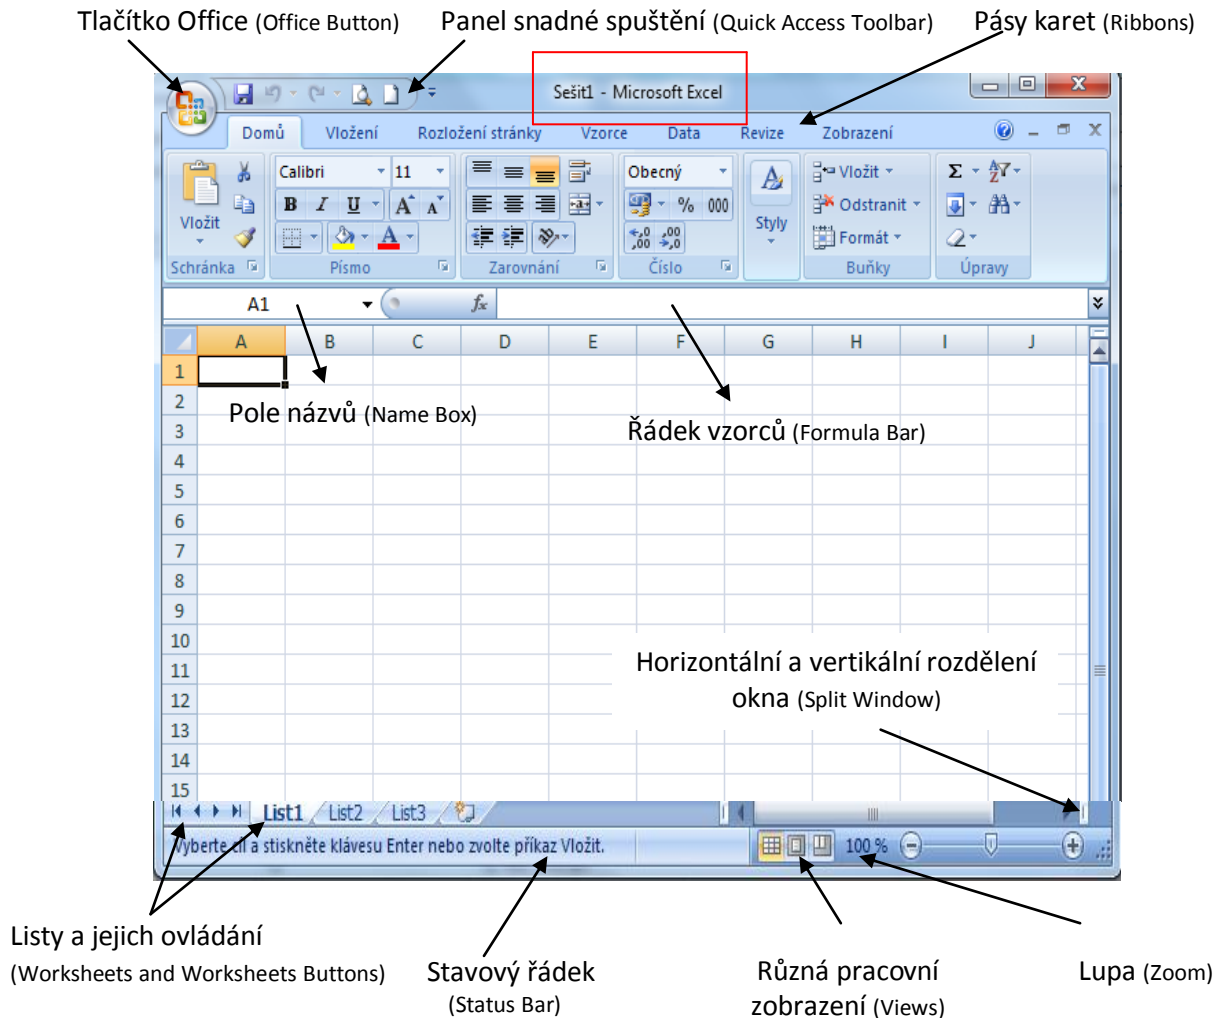 Tlačítko Office (Office Button) Panel snadné spuštění (Quick Access Toolbar) Pásy karet (Ribbons)
Sešit1 - Microsoft Excel
Domů Vložení Rozložení stránky Vzorce Data Revize Zobrazení
Calibri 11 Obecný Vložit Σ
B I U A A % 000 Odstranit
Vložit Styly
A Formát
Schránka Písmo Zarovnání Číslo Buňky Úpravy
A1 fx
A B C D E F G H I J
1
2
Pole názvů (Name Box)
3
Řádek vzorců (Formula Bar)
4
5
6
7
8
9
10
Horizontální a vertikální rozdělení
11
okna (Split Window)
12
13
14
15
List1 List2 List3
Vyberte cíl a stiskněte klávesu Enter nebo zvolte příkaz Vložit. 100 %
Listy a jejich ovládání
(Worksheets and Worksheets Buttons)
Stavový řádek
(Status Bar)
Různá pracovní
zobrazení (Views)
Lupa (Zoom)